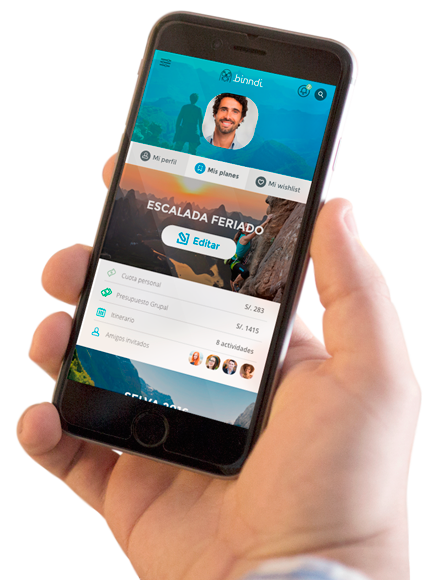 binndi.
Mi perfil
Mis planes
Mi wishlist
ESCALADA FERIADO
Editar
Cuota personal
S/. 283
Presupuesto Grupal
S/. 1415
Itinerario
8 actividades
Amigos invitados
SELVA 2016